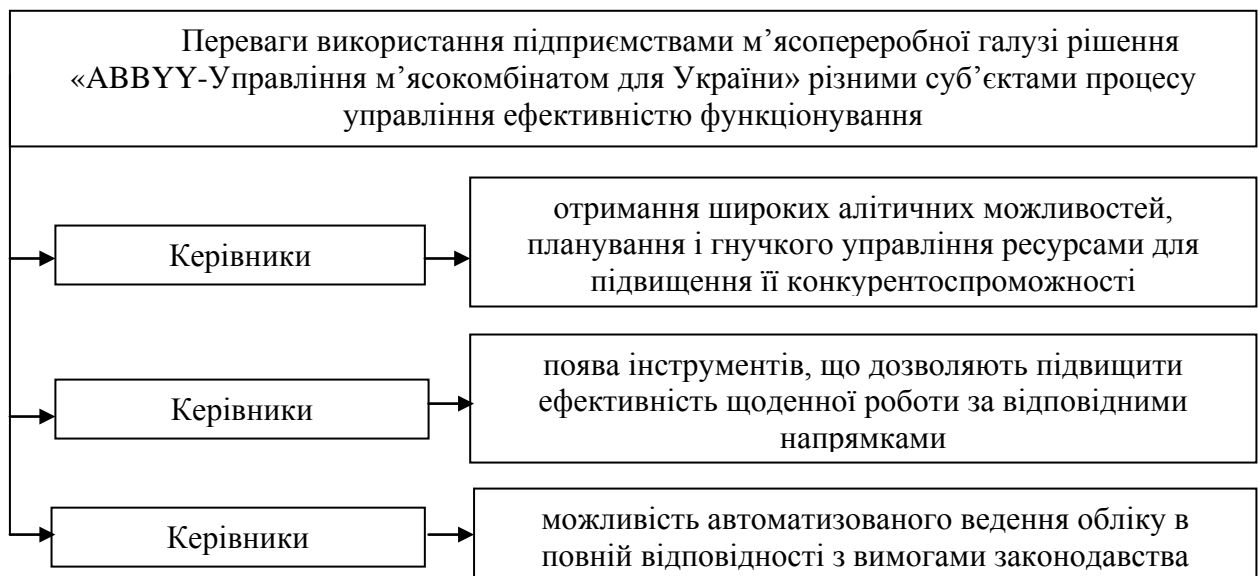 Переваги використання підприємствами м’ясопереробної галузі рішення
«ABBYY-Управління м’ясокомбінатом для України» різними суб’єктами процесу
управління ефективністю функціонування
Керівники
отримання широких алітичних можливостей,
планування і гнучкого управління ресурсами для
підвищення її конкурентоспроможності
Керівники
поява інструментів, що дозволяють підвищити
ефективність щоденної роботи за відповідними
напрямками
Керівники
можливість автоматизованого ведення обліку в
повній відповідності з вимогами законодавства